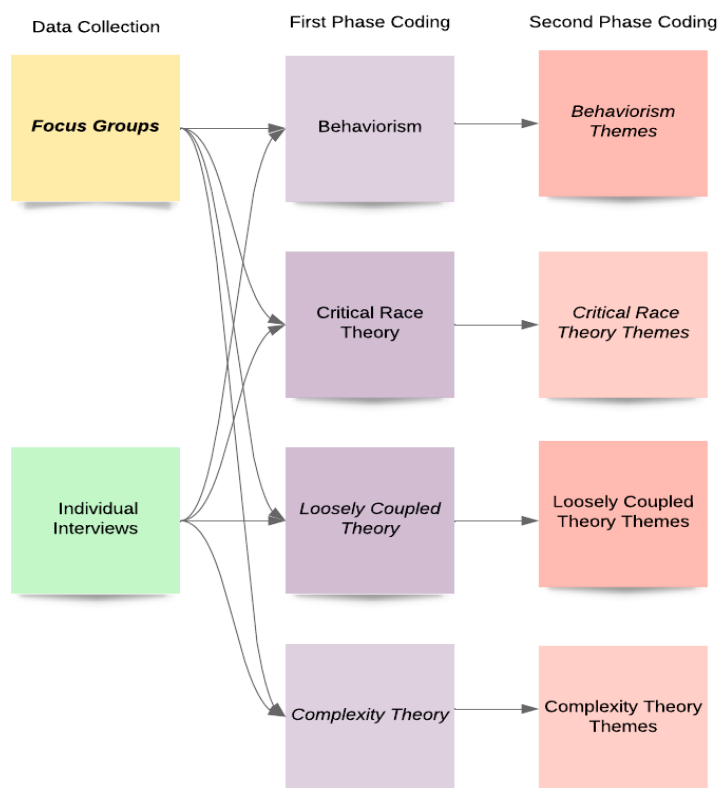 Data Collection
First Phase Coding
Second Phase Coding
Focus Groups
Behaviorism
Behaviorism
Themes
Critical Race
Theory
Critical Race
Theory Themes
Individual
Interviews
Loosely Coupled
Theory
Loosely Coupled
Theory Themes
Complexity Theory
Complexity Theory
Themes